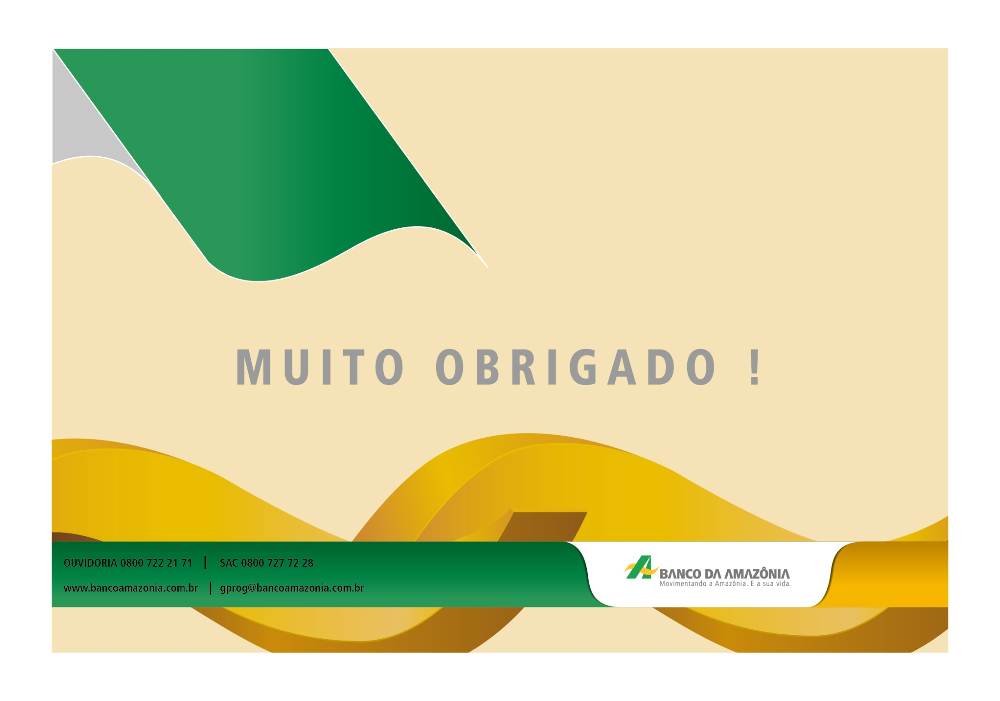 MUITO OBRIGADO !
OUVIDORIA 0800 722 21 71 | SAC 0800 727 72 28
www.bancoamazonia.com.br | gprog@bancoamazonia.com.br
BANCO DA AMAZÔNIA
Movimentando a Amazônia. E a sua vida.